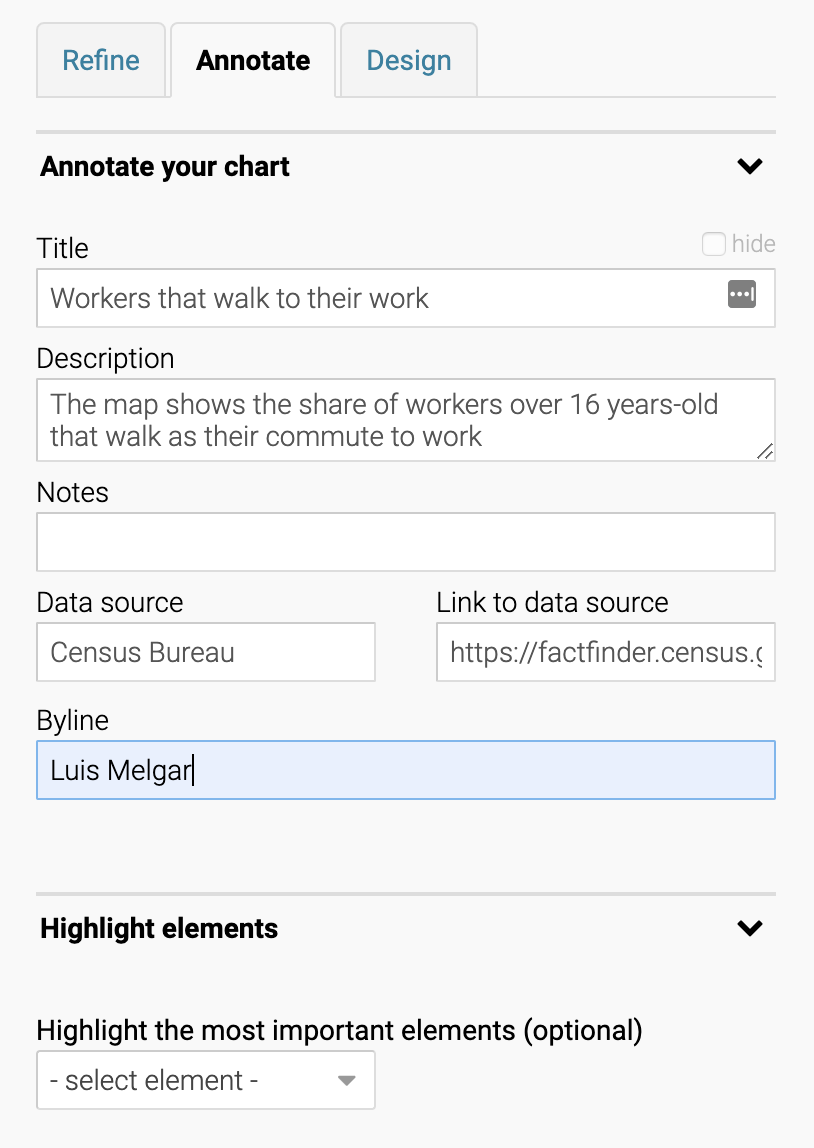 Refine
Annotate
Design
Annotate your chart
Title
hide
Workers that walk to their work
Description
The map shows the share of workers over 16 years-old
that walk as their commute to work
Notes
Data source
Link to data source
Census Bureau
https://factfinder.census.g
Byline
Luis Melgar
Highlight elements
Highlight the most important elements (optional)
- select element -